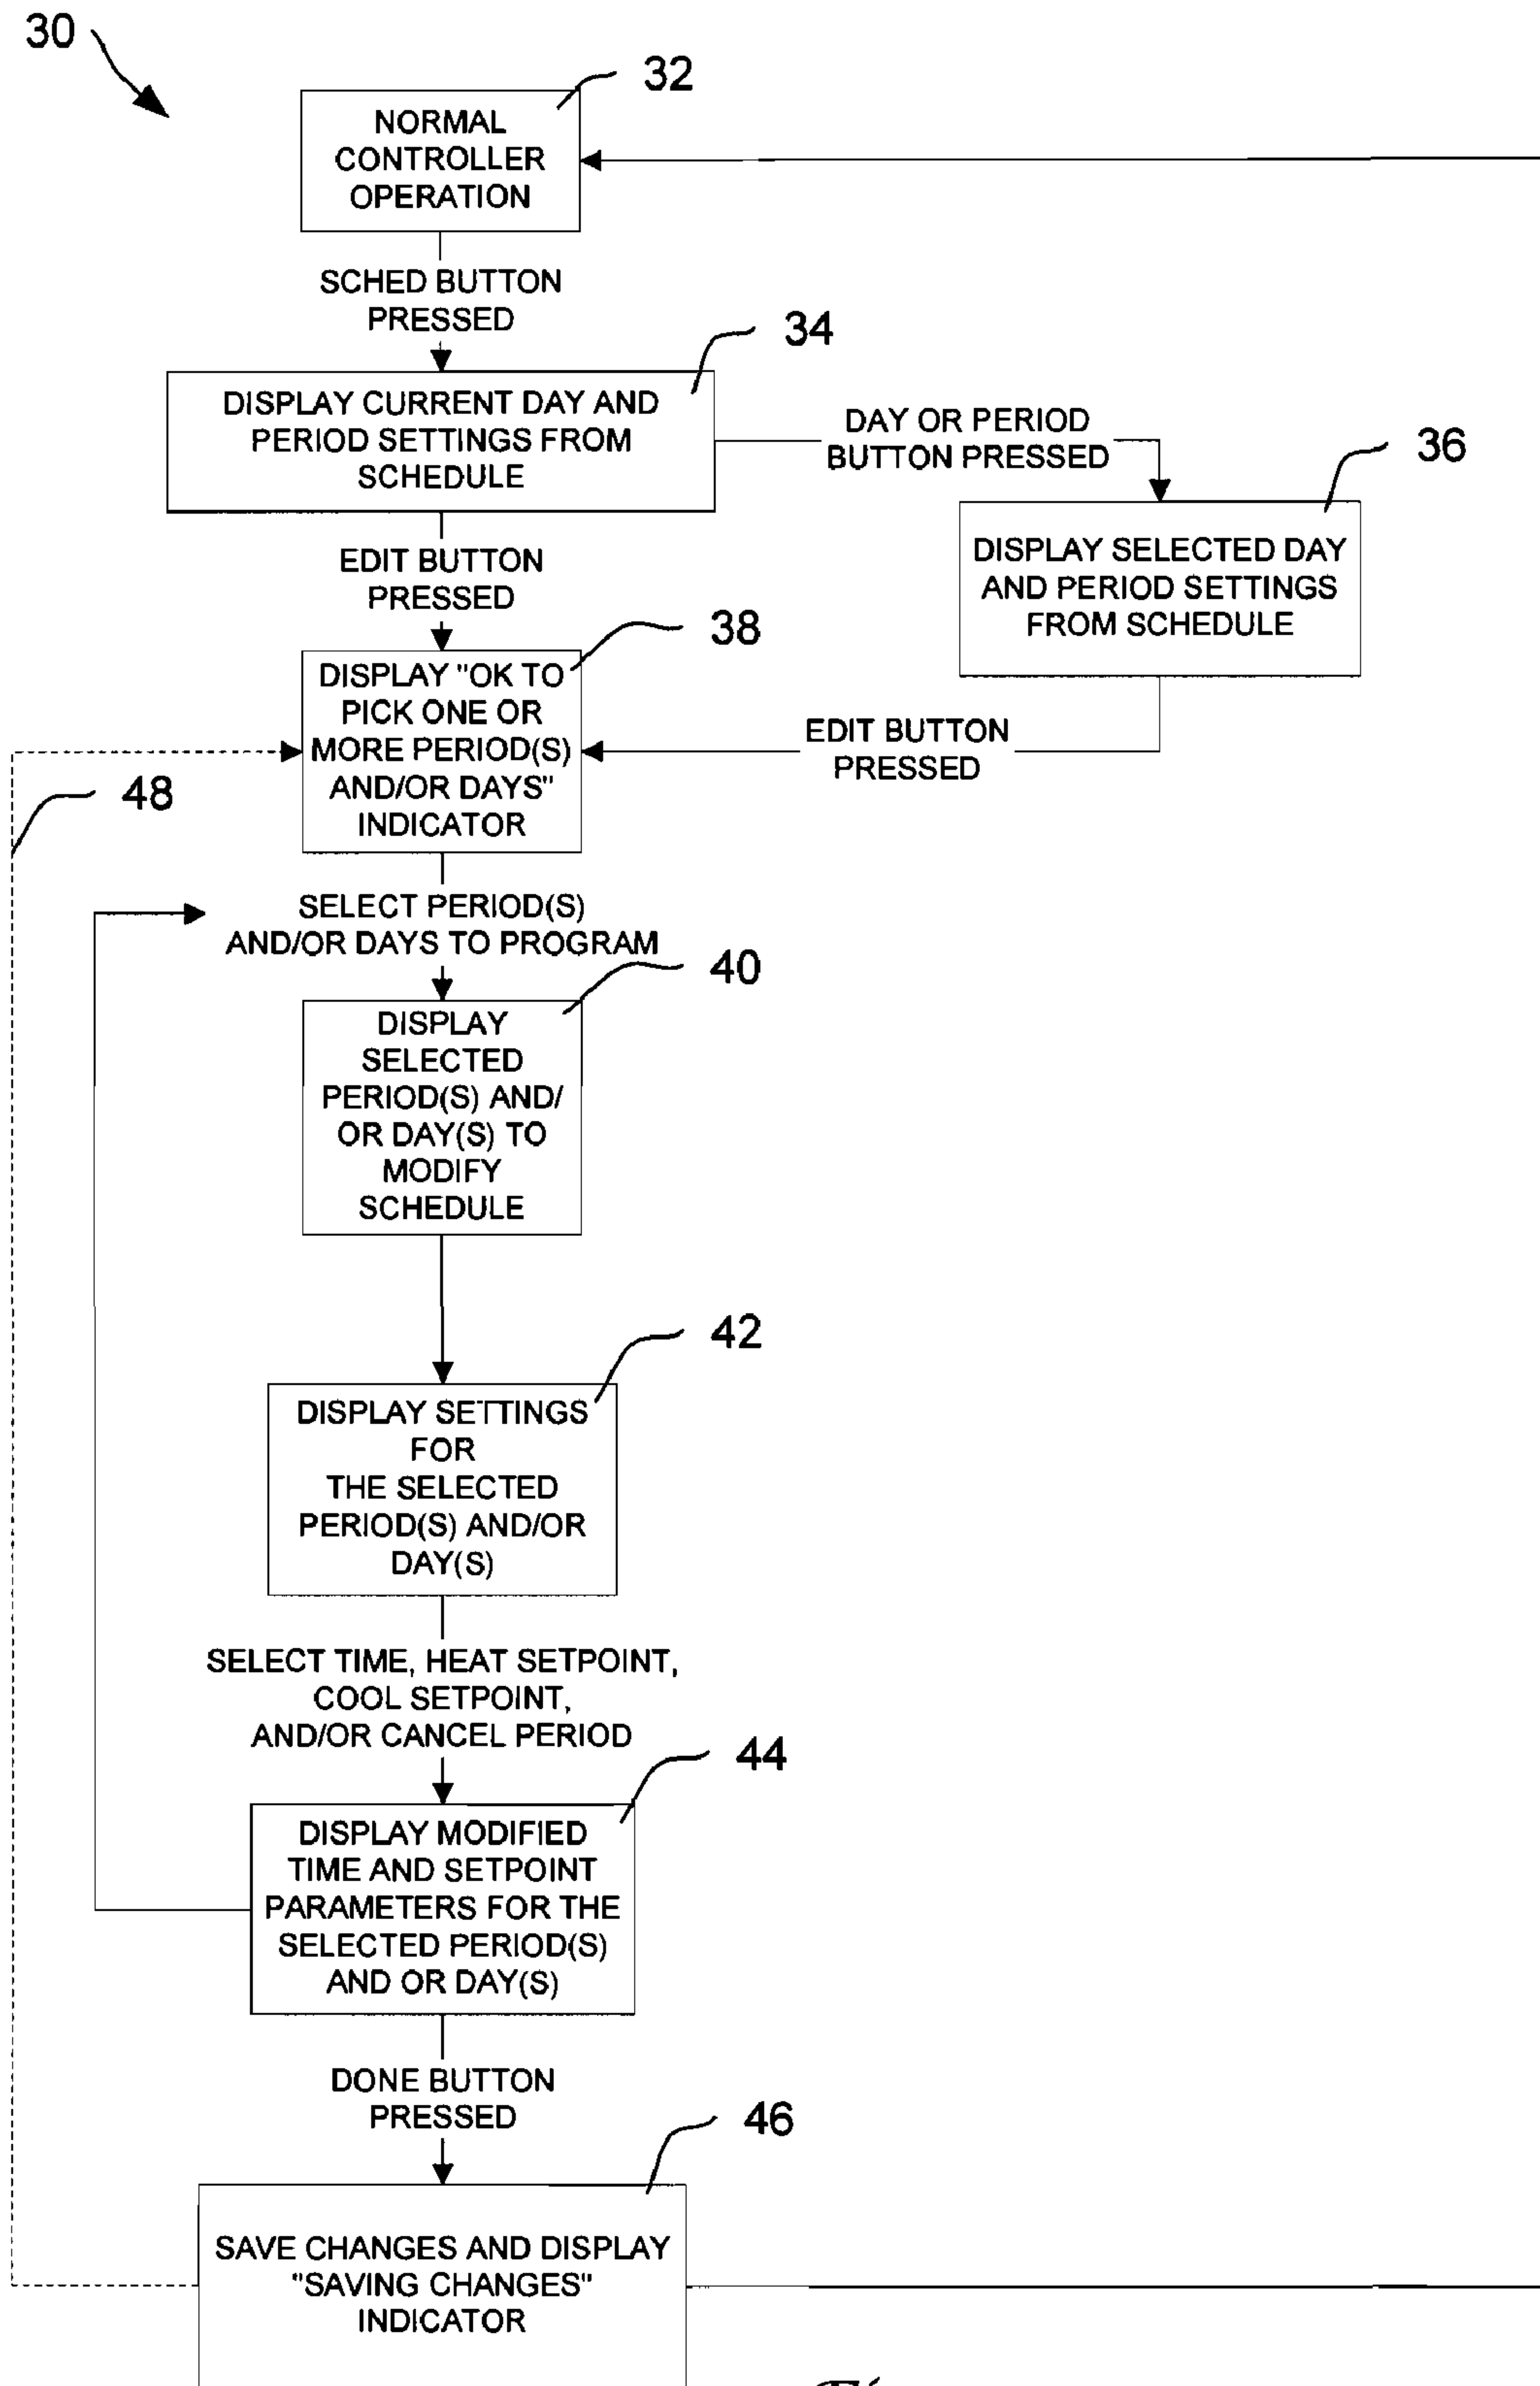 30
32
NORMAL
CONTROLLER
OPERATION
SCHED BUTTON
PRESSED
34
DISPLAY CURRENT DAY AND
PERIOD SETTINGS FROM
SCHEDULE
DAY OR PERIOD
BUTTON PRESSED
36
DISPLAY SELECTED DAY
AND PERIOD SETTINGS
FROM SCHEDULE
EDIT BUTTON
PRESSED
38
DISPLAY "OK TO
PICK ONE OR
MORE PERIOD(S)
AND/OR DAYS"
INDICATOR
EDIT BUTTON
PRESSED
48
SELECT PERIOD(S)
AND/OR DAYS TO PROGRAM
40
DISPLAY
SELECTED
PERIOD(S) AND/
OR DAY(S) TO
MODIFY
SCHEDULE
42
DISPLAY SETTINGS
FOR
THE SELECTED
PERIOD(S) AND/OR
DAY(S)
SELECT TIME, HEAT SETPOINT,
COOL SETPOINT,
AND/OR CANCEL PERIOD
44
DISPLAY MODIFIED
TIME AND SETPOINT
PARAMETERS FOR THE
SELECTED PERIOD(S)
AND OR DAY(S)
DONE BUTTON
PRESSED
46
SAVE CHANGES AND DISPLAY
"SAVING CHANGES"
INDICATOR